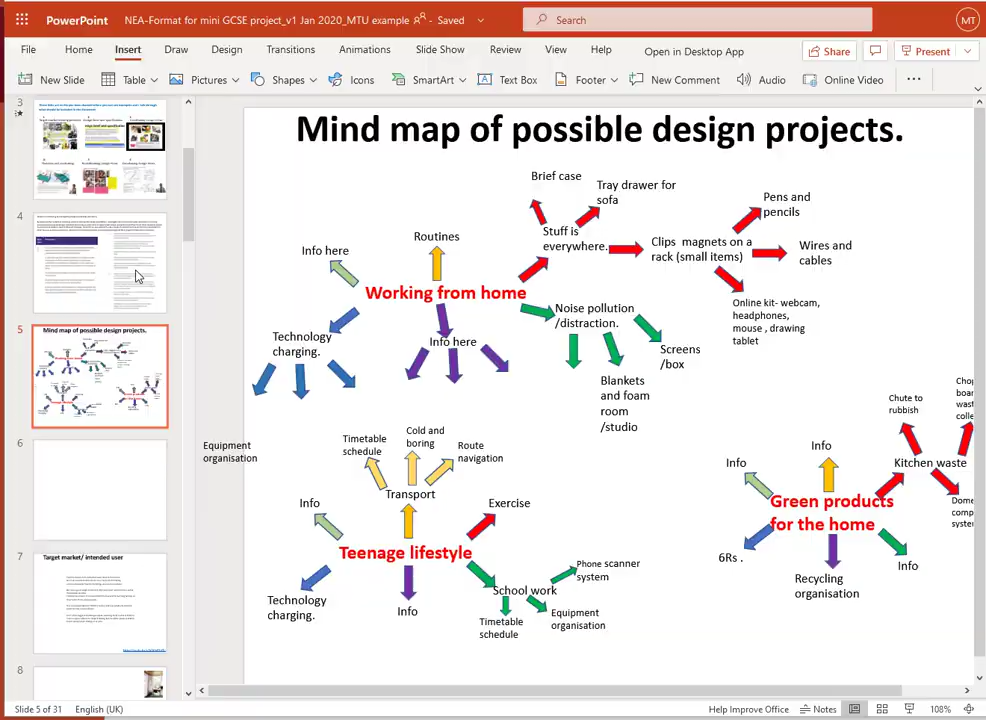 PowerPoint NEA-Format for mini GCSE project_v1 Jan 2020_MTU example - Saved Search MT
File Home Insert Draw Design Transitions Animations Slide Show Review View Help Open in Desktop App Share Present
New Slide Table Pictures Shapes Icons SmartArt Text Box Footer New Comment Audio Online Video ...
3
4
5
Mind map of possible design projects.
6
7
Target market/ intended user
8
Mind map of possible design projects.
Brief case
Tray drawer for
sofa
Pens and
pencils
Info here
Routines
Stuff is
everywhere.
Clips magnets on a
rack (small items)
Wires and
cables
Working from home
Online kit- webcam,
headphones,
mouse , drawing
tablet
Noise pollution
/distraction.
Technology
charging.
Info here
Screens
/box
Blankets
and foam
room
/studio
Equipment
organisation
Timetable
schedule
Cold and
boring
Route
navigation
Transport
Info
Exercise
Teenage lifestyle
Technology
charging.
Info
School work
Phone scanner
system
Timetable
schedule
Equipment
organisation
Chute to
rubbish
Info
Info
Kitchen waste
Green products
for the home
6Rs .
Recycling
organisation
Info
Slide 5 of 31 English (UK) Help Improve Office Notes 108%